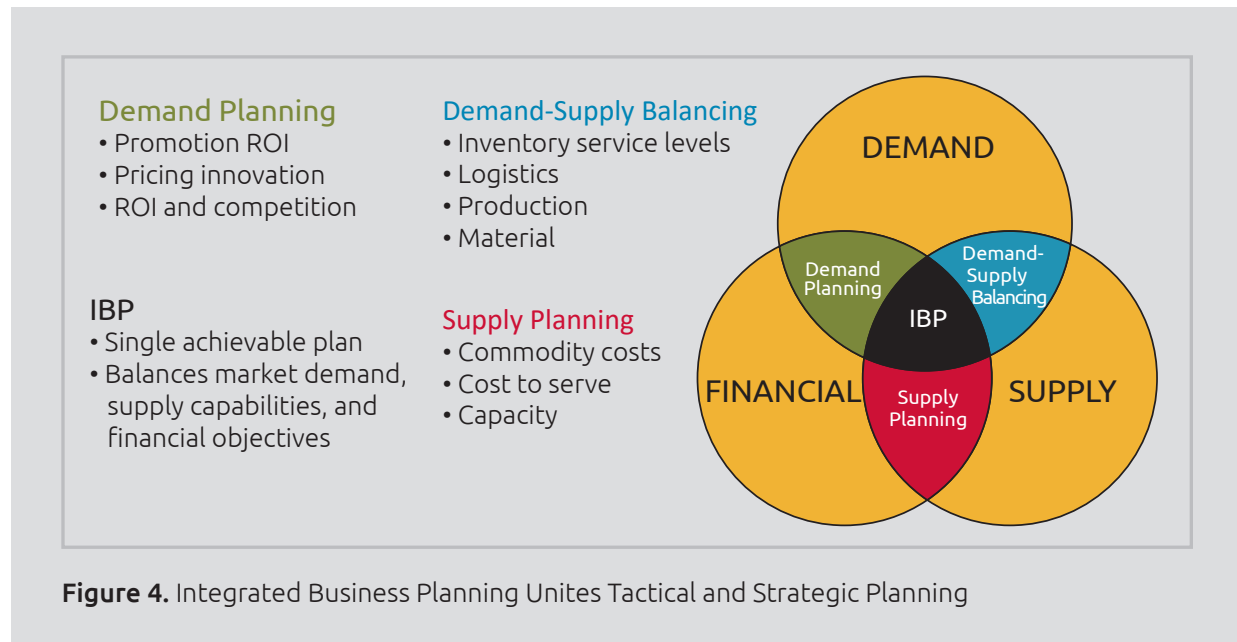 Demand Planning
• Promotion ROI
• Pricing innovation
• ROI and competition
Demand-Supply Balancing
• Inventory service levels
• Logistics
• Production
• Material
IBP
• Single achievable plan
• Balances market demand,
supply capabilities, and
financial objectives
Supply Planning
• Commodity costs
• Cost to serve
• Capacity
DEMAND
Demand
Planning
Demand-
Supply
Balancing
IBP
FINANCIAL
Supply
Planning
SUPPLY
Figure 4. Integrated Business Planning Unites Tactical and Strategic Planning